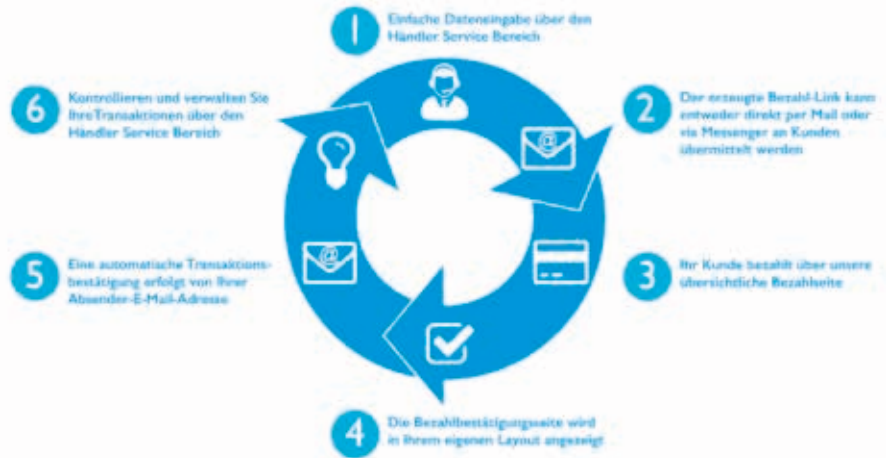 1
Einfache Dateneingabe über den
Händler Service Bereich
2
Der erzeugte Bezahl-Link kann
entweder direkt per Mail oder
via Messenger an Kunden
übermittelt werden
3
Ihr Kunde bezahlt über unsere
übersichtliche Bezahlseite
4
Die Bezahlbestätigungsseite wird
in Ihrem eigenen Layout angezeigt
5
Eine automatische Transaktions-
bestätigung erfolgt von Ihrer
Absender-E-Mail-Adresse
6
Kontrollieren und verwalten Sie
IhreTransaktionen über den
Händler Service Bereich
@
@